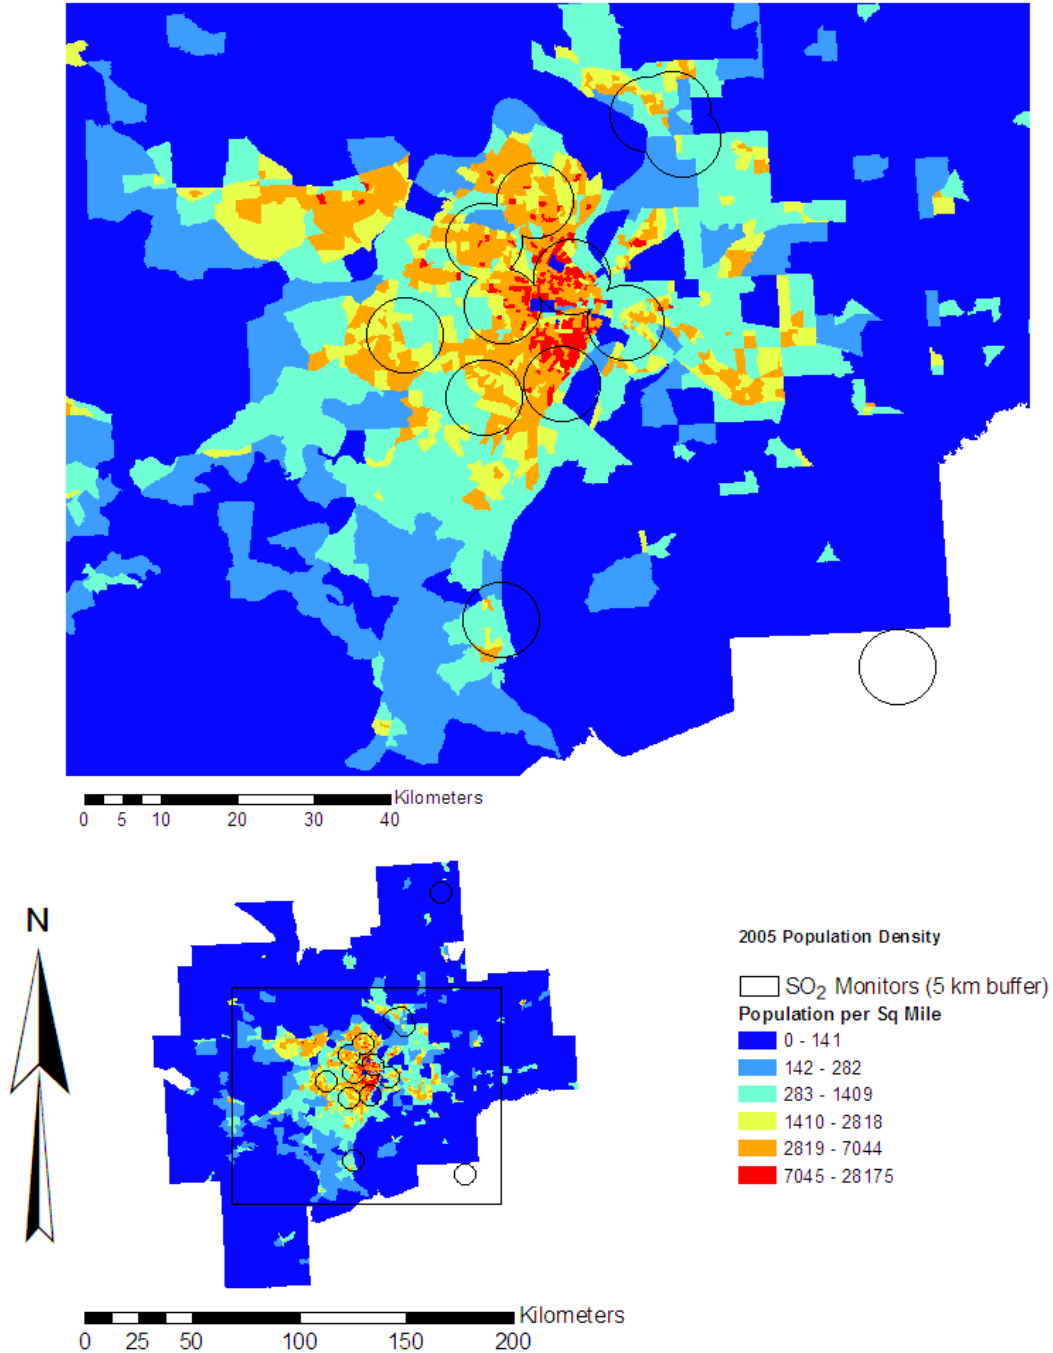 Kilometers
0 5 10 20 30 40
N
2005 Population Density
SO2 Monitors (5 km buffer)
Population per Sq Mile
0 - 141
142 - 282
283 - 1409
1410 - 2818
2819 - 7044
7045 - 28175
Kilometers
0 25 50 100 150 200